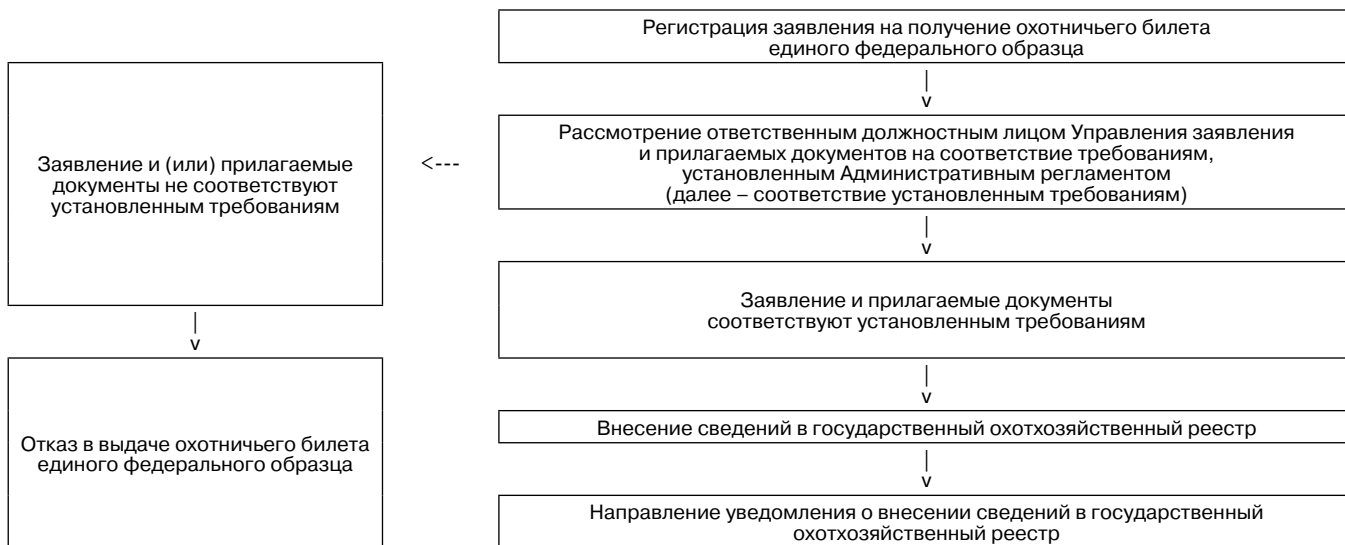 Регистрация заявления на получение охотничьего билета
единого федерального образца
|
v
Рассмотрение ответственным должностным лицом Управления заявления
и прилагаемых документов на соответствие требованиям,
установленным Административным регламентом
(далее – соответствие установленным требованиям)
<---
Заявление и (или) прилагаемые
документы не соответствуют
установленным требованиям
|
v
Отказ в выдаче охотничьего билета
единого федерального образца
|
v
Заявление и прилагаемые документы
соответствуют установленным требованиям
|
v
Внесение сведений в государственный охотхозяйственный реестр
|
v
Направление уведомления о внесении сведений в государственный
охотхозяйственный реестр